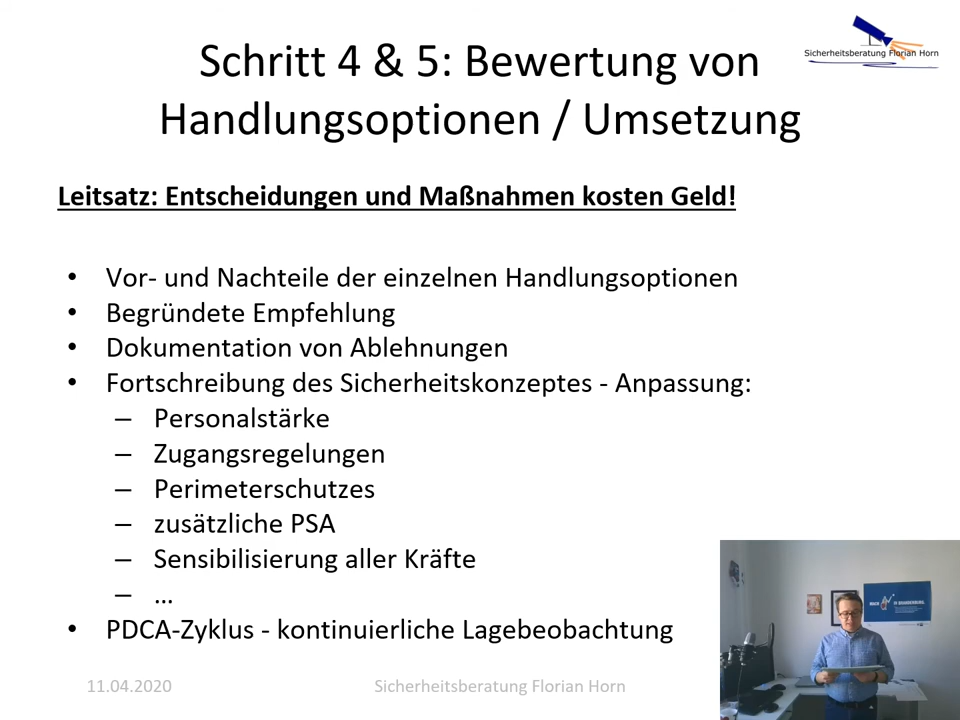 Schritt 4 & 5: Bewertung von
Handlungsoptionen / Umsetzung
Sicherheitsberatung Florian Horn
Leitsatz: Entscheidungen und Maßnahmen kosten Geld!
• Vor- und Nachteile der einzelnen Handlungsoptionen
• Begründete Empfehlung
• Dokumentation von Ablehnungen
• Fortschreibung des Sicherheitskonzeptes - Anpassung:
– Personalstärke
– Zugangsregelungen
– Perimeterschutzes
– zusätzliche PSA
– Sensibilisierung aller Kräfte
– …
• PDCA-Zyklus - kontinuierliche Lagebeobachtung
11.04.2020
Sicherheitsberatung Florian Horn